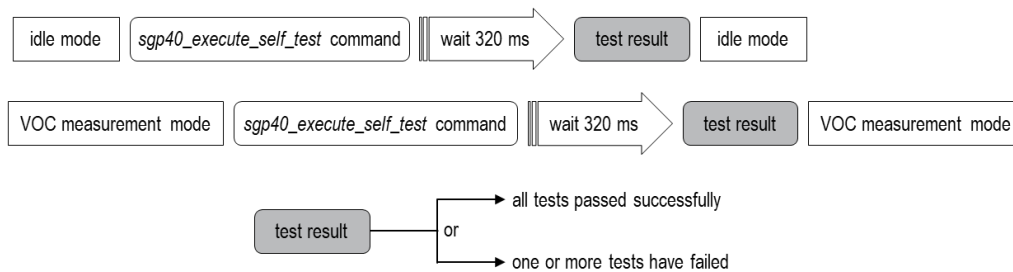 idle mode
sgp40_execute_self_test command
wait 320 ms
test result
idle mode
VOC measurement mode
sgp40_execute_self_test command
wait 320 ms
test result
VOC measurement mode
all tests passed successfully
test result
or
one or more tests have failed